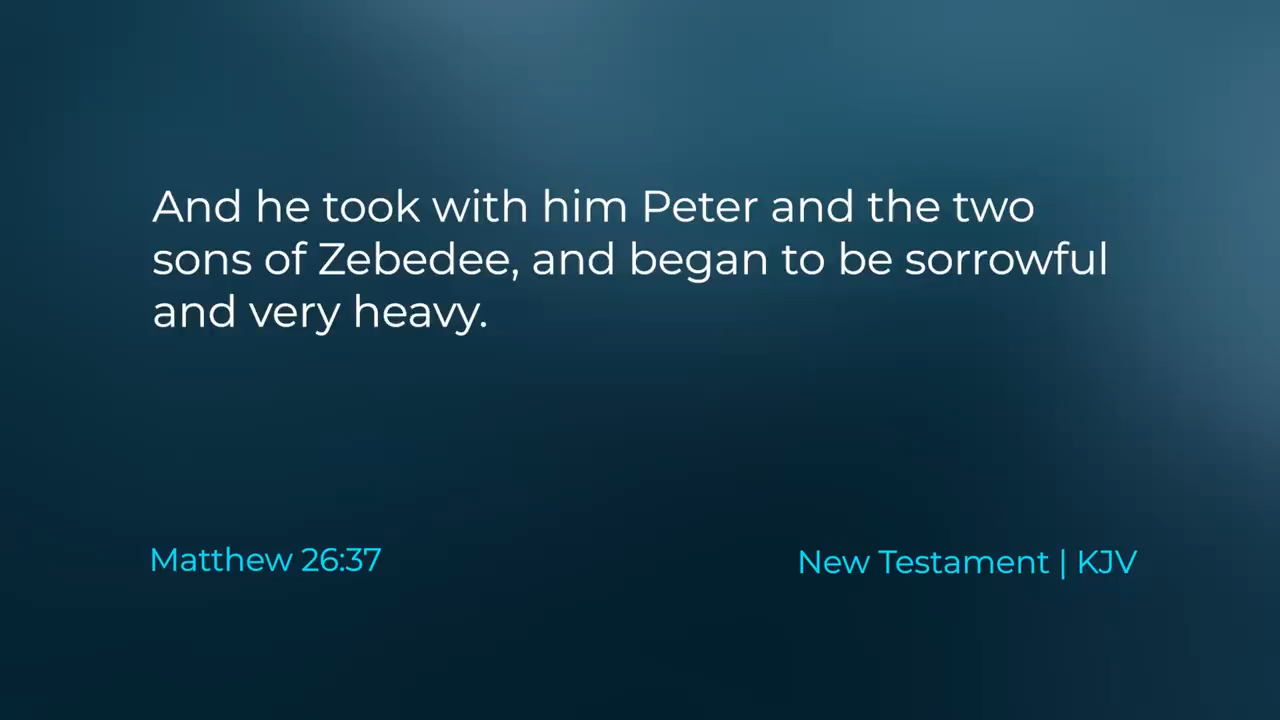 And he took with him Peter and the two
sons of Zebedee, and began to be sorrowful
and very heavy.
Matthew 26:37
New Testament | KJV